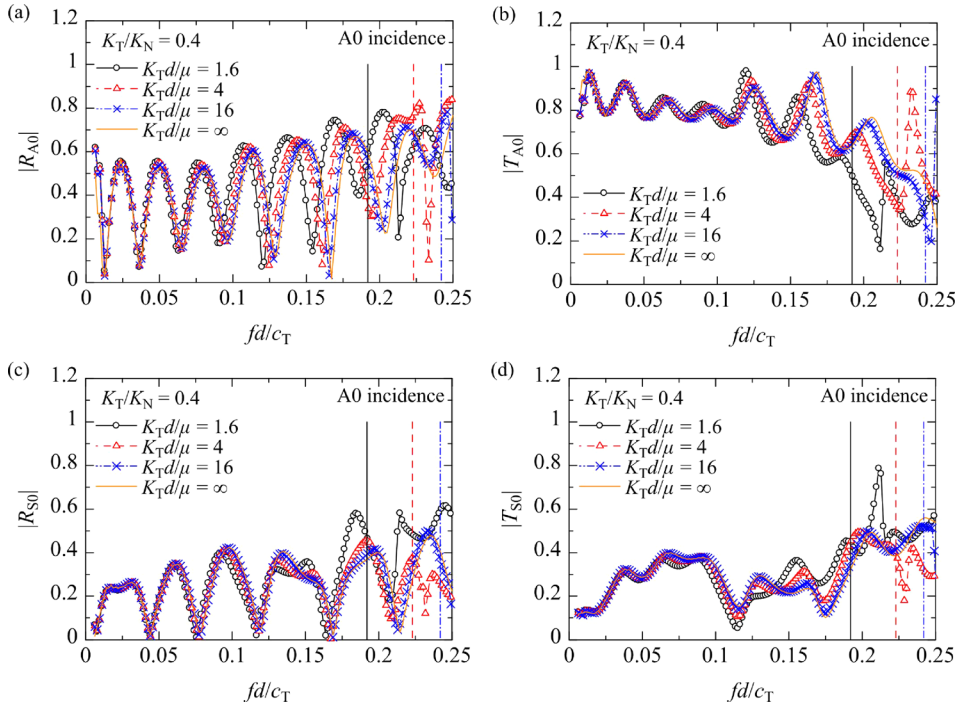 (a)
1.2
1
0.8
0.6
0.4
0.2
0
|R_A0|
K_T/K_N = 0.4
A0 incidence
K_Td/μ = 1.6
K_Td/μ = 4
K_Td/μ = 16
K_Td/μ = ∞
0 0.05 0.1 0.15 0.2 0.25
fd/c_T
(b)
1.2
1
0.8
0.6
0.4
0.2
0
|T_A0|
K_T/K_N = 0.4
A0 incidence
K_Td/μ = 1.6
K_Td/μ = 4
K_Td/μ = 16
K_Td/μ = ∞
0 0.05 0.1 0.15 0.2 0.25
fd/c_T
(c)
1.2
1
0.8
0.6
0.4
0.2
0
|R_S0|
K_T/K_N = 0.4
A0 incidence
K_Td/μ = 1.6
K_Td/μ = 4
K_Td/μ = 16
K_Td/μ = ∞
0 0.05 0.1 0.15 0.2 0.25
fd/c_T
(d)
1.2
1
0.8
0.6
0.4
0.2
0
|T_S0|
K_T/K_N = 0.4
A0 incidence
K_Td/μ = 1.6
K_Td/μ = 4
K_Td/μ = 16
K_Td/μ = ∞
0 0.05 0.1 0.15 0.2 0.25
fd/c_T